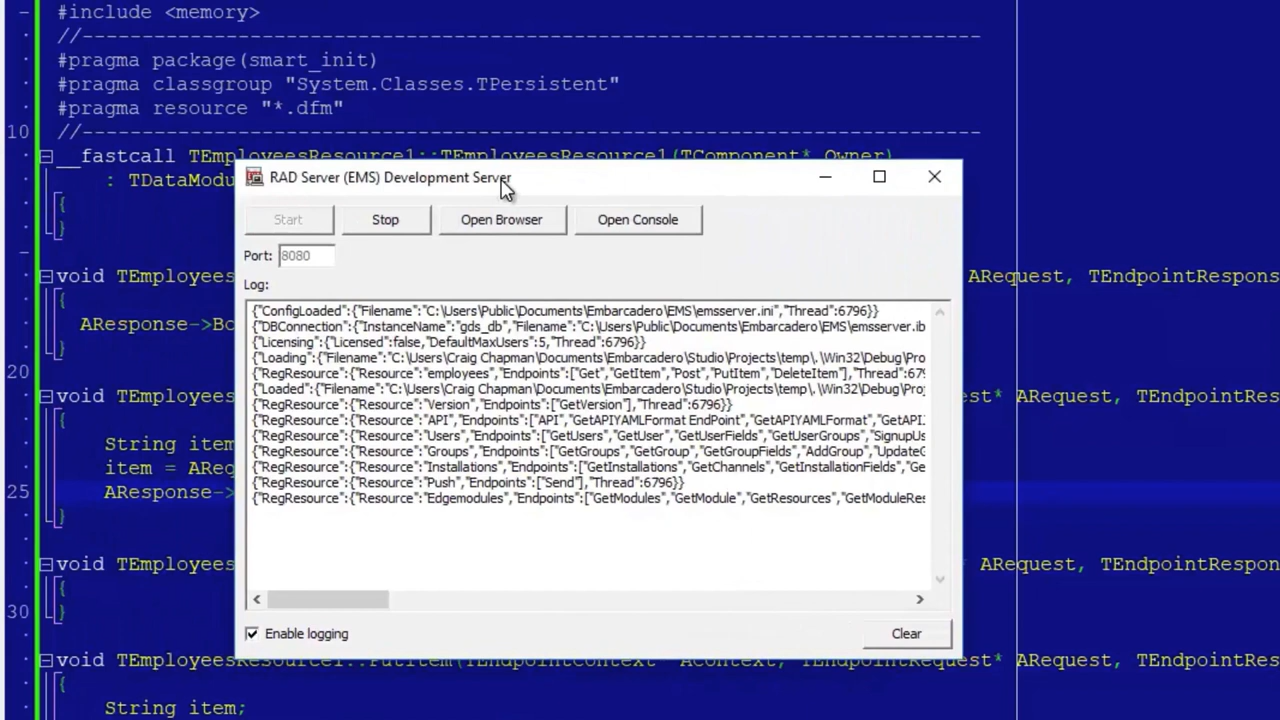 #include <memory>
//---------------------------------------------------------------------------
#pragma package(smart_init)
#pragma classgroup "System.Classes.TPersistent"
#pragma resource "*.dfm"
10 //---------------------------------------------------------------------------
__fastcall TEmployeesResource1::TEmployeesResource1(TComponent* Owner)
: TDataModu
{
}
void TEmployees ARequest, TEndpointRespons
{
AResponse->Bo
}
20
void TEmployees st* ARequest, TEndpointRes
{
String item
item = AReq
25 AResponse->
}
void TEmployees ARequest, TEndpointRespon
{
30 }
void TEmployeesResource1::PutItem(TEndpointContext* AContext, TEndpointRequest* ARequest, TEndpointRes
{
String item;
RAD Server (EMS) Development Server
Start Stop Open Browser Open Console
Port: 8080
Log:
{"ConfigLoaded":{"Filename":"C:\Users\Public\Documents\Embarcadero\EMS\emsserver.ini","Thread":6796}}
{"DBConnection":{"InstanceName":"gds_db","Filename":"C:\Users\Public\Documents\Embarcadero\EMS\emsserver.ib
{"Licensing":{"Licensed":false,"DefaultMaxUsers":5,"Thread":6796}}
{"Loading":{"Filename":"C:\Users\Craig Chapman\Documents\Embarcadero\Studio\Projects\temp\.\Win32\Debug\Pro
{"RegResource":{"Resource":"employees","Endpoints":["Get","GetItem","Post","PutItem","DeleteItem"],"Thread":679
{"Loaded":{"Filename":"C:\Users\Craig Chapman\Documents\Embarcadero\Studio\Projects\temp\.\Win32\Debug\Pro
{"RegResource":{"Resource":"Version","Endpoints":["GetVersion"],"Thread":6796}}
{"RegResource":{"Resource":"API","Endpoints":["API","GetAPIYAMLFormat EndPoint","GetAPIYAMLFormat","GetAPIJ
{"RegResource":{"Resource":"Users","Endpoints":["GetUsers","GetUser","GetUserFields","GetUserGroups","SignupUs
{"RegResource":{"Resource":"Groups","Endpoints":["GetGroups","GetGroup","GetGroupFields","AddGroup","UpdateG
{"RegResource":{"Resource":"Installations","Endpoints":["GetInstallations","GetChannels","GetInstallationFields","Ge
{"RegResource":{"Resource":"Push","Endpoints":["Send"],"Thread":6796}}
{"RegResource":{"Resource":"Edgemodules","Endpoints":["GetModules","GetModule","GetResources","GetModuleRes
Enable logging Clear